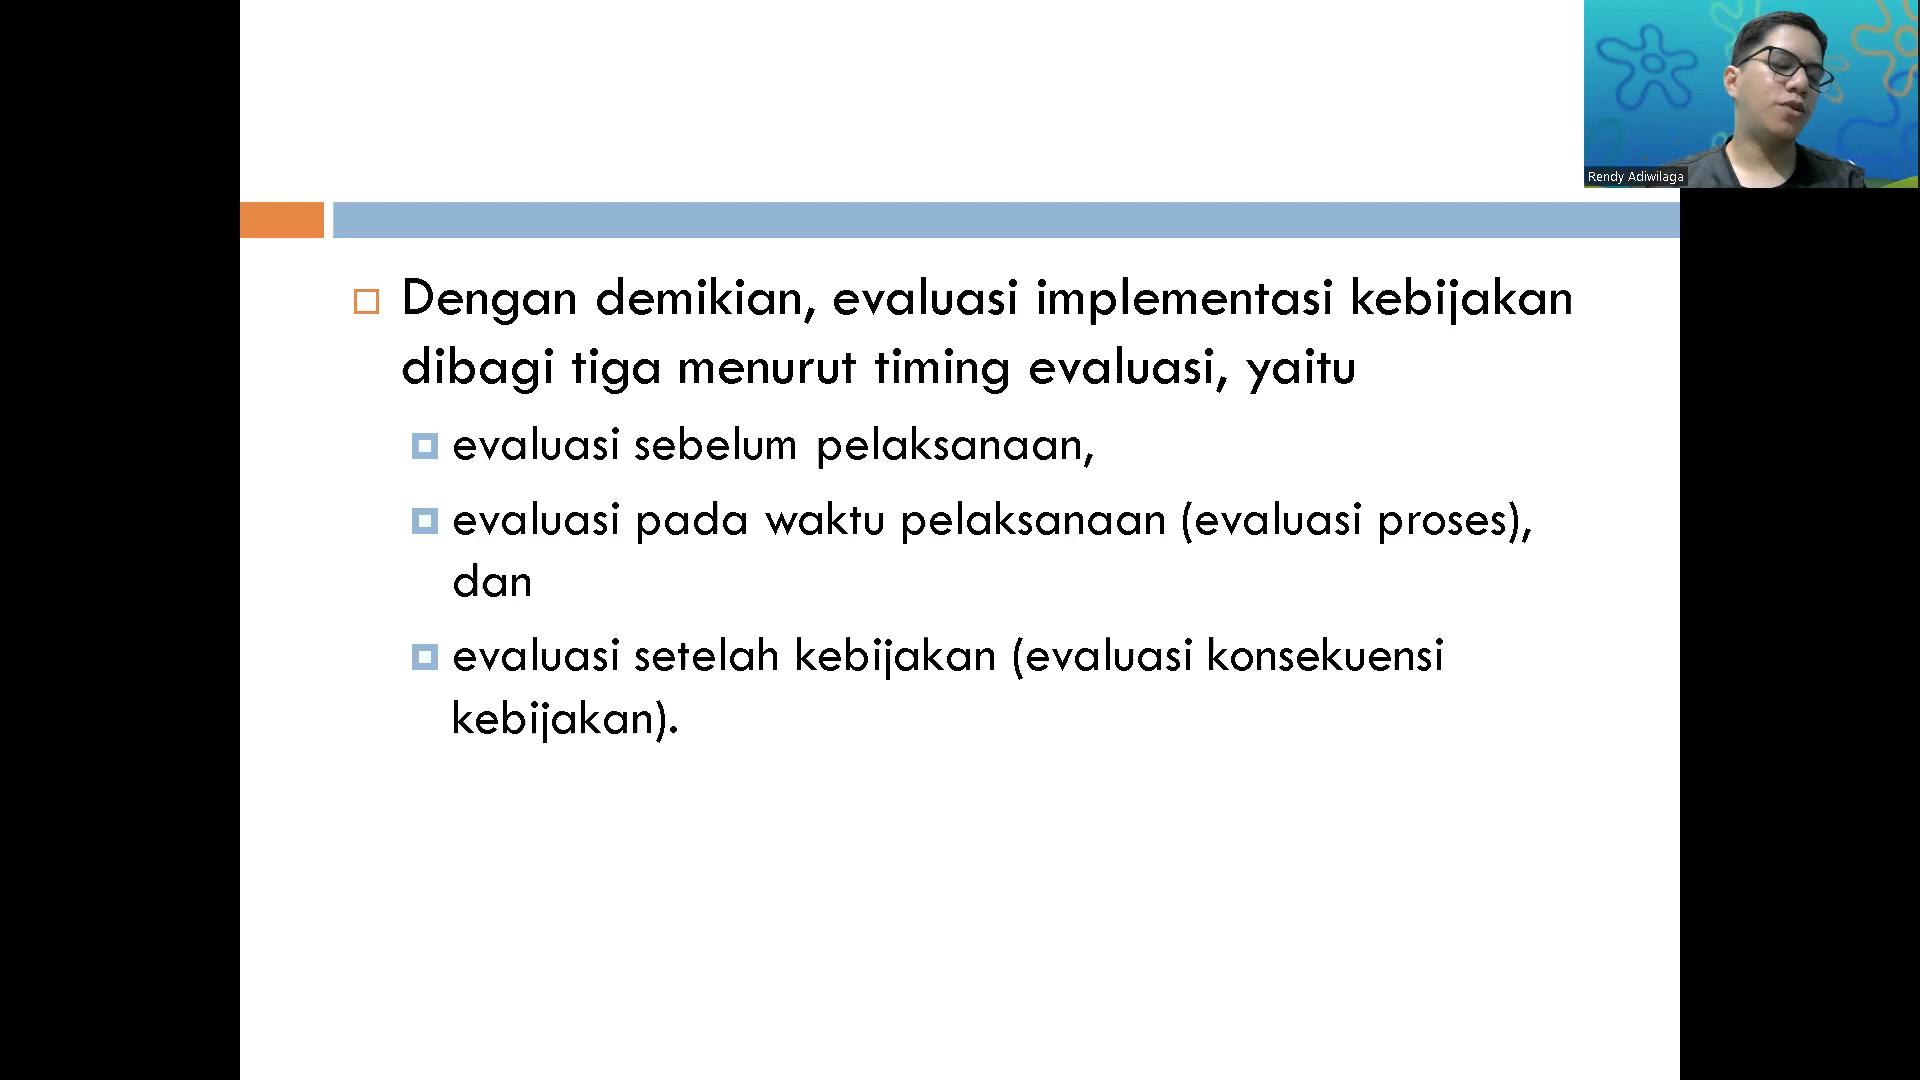 Rendy Adiwilaga
Dengan demikian, evaluasi implementasi kebijakan
dibagi tiga menurut timing evaluasi, yaitu
evaluasi sebelum pelaksanaan,
evaluasi pada waktu pelaksanaan (evaluasi proses),
dan
evaluasi setelah kebijakan (evaluasi konsekuensi
kebijakan).